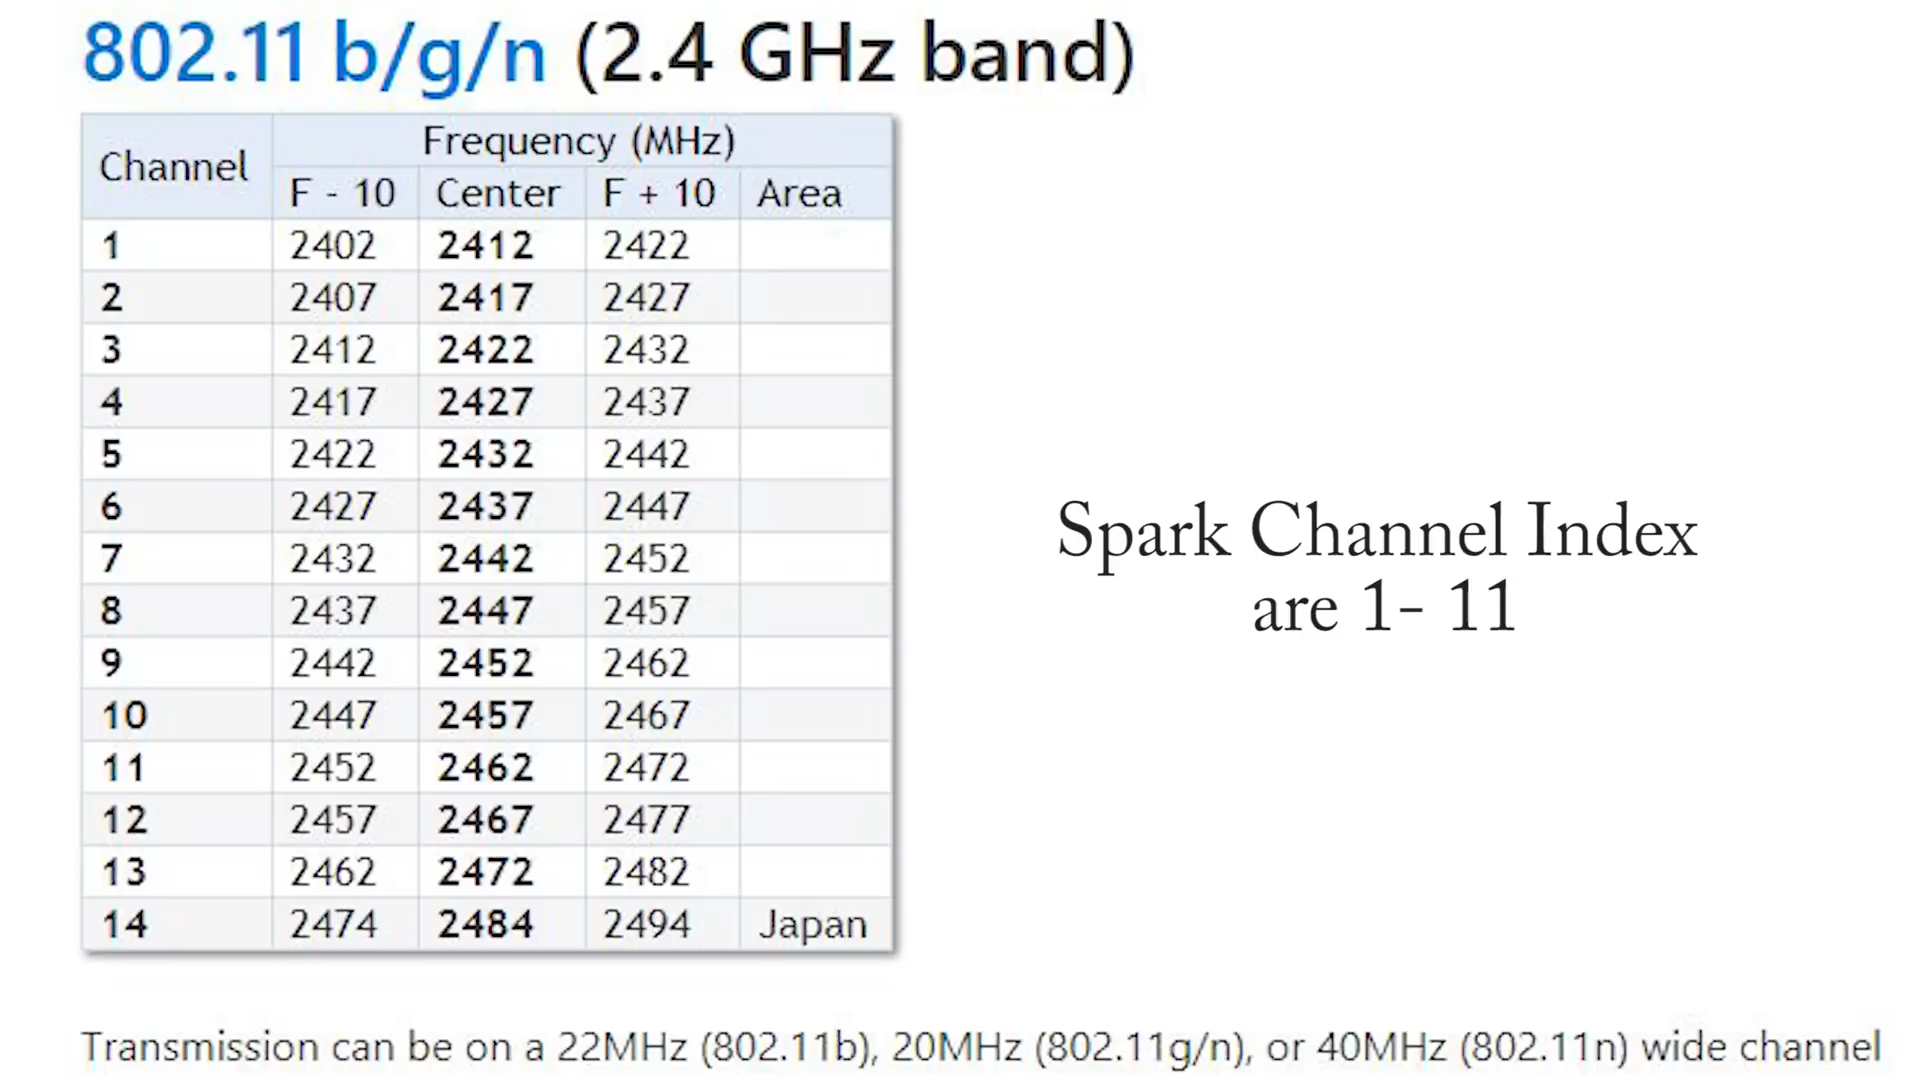 802.11 b/g/n (2.4 GHz band)
Channel Frequency (MHz)
F - 10 Center F + 10 Area
1 2402 2412 2422
2 2407 2417 2427
3 2412 2422 2432
4 2417 2427 2437
5 2422 2432 2442
6 2427 2437 2447
7 2432 2442 2452
8 2437 2447 2457
9 2442 2452 2462
10 2447 2457 2467
11 2452 2462 2472
12 2457 2467 2477
13 2462 2472 2482
14 2474 2484 2494 Japan
Spark Channel Index
are 1- 11
Transmission can be on a 22MHz (802.11b), 20MHz (802.11g/n), or 40MHz (802.11n) wide channel